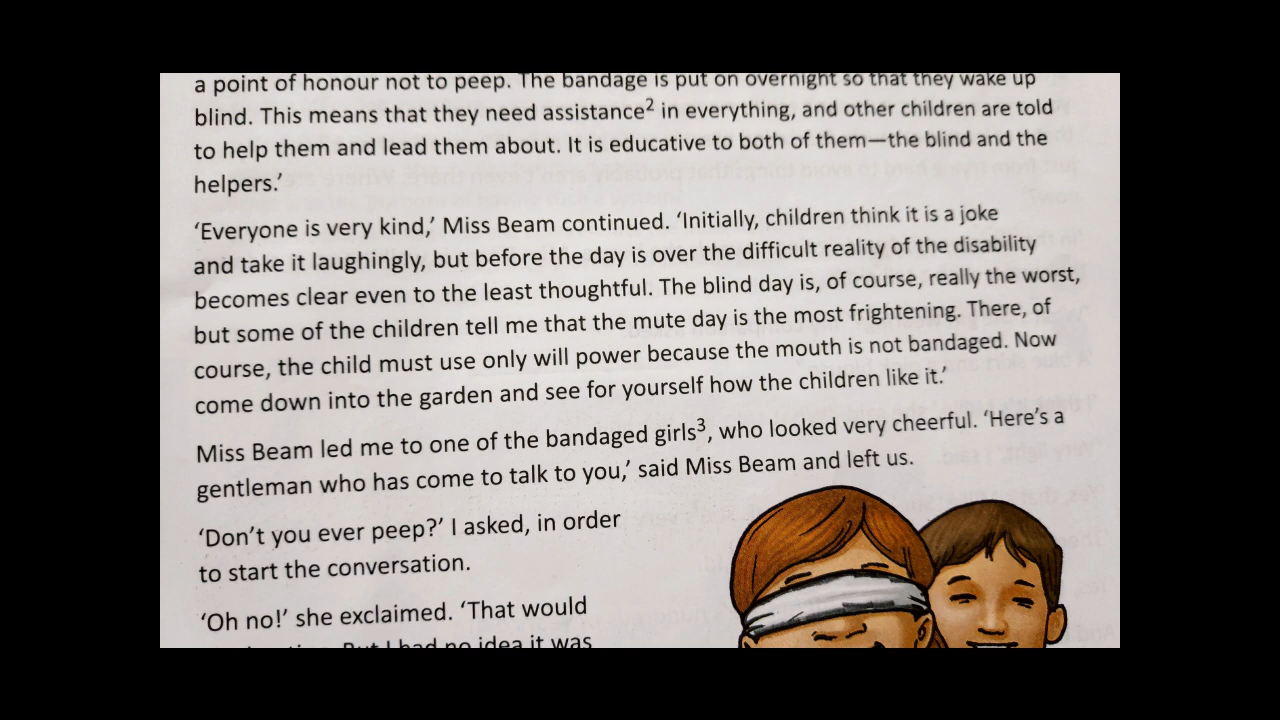 a point of honour not to peep. The bandage is put on overnight so that they wake up
blind. This means that they need assistance² in everything, and other children are told
to help them and lead them about. It is educative to both of them—the blind and the
helpers.’
‘Everyone is very kind,’ Miss Beam continued. ‘Initially, children think it is a joke
and take it laughingly, but before the day is over the difficult reality of the disability
becomes clear even to the least thoughtful. The blind day is, of course, really the worst,
but some of the children tell me that the mute day is the most frightening. There, of
course, the child must use only will power because the mouth is not bandaged. Now
come down into the garden and see for yourself how the children like it.’
Miss Beam led me to one of the bandaged girls³, who looked very cheerful. ‘Here’s a
gentleman who has come to talk to you,’ said Miss Beam and left us.
‘Don’t you ever peep?’ I asked, in order
to start the conversation.
‘Oh no!’ she exclaimed. ‘That would
But I had no idea it was